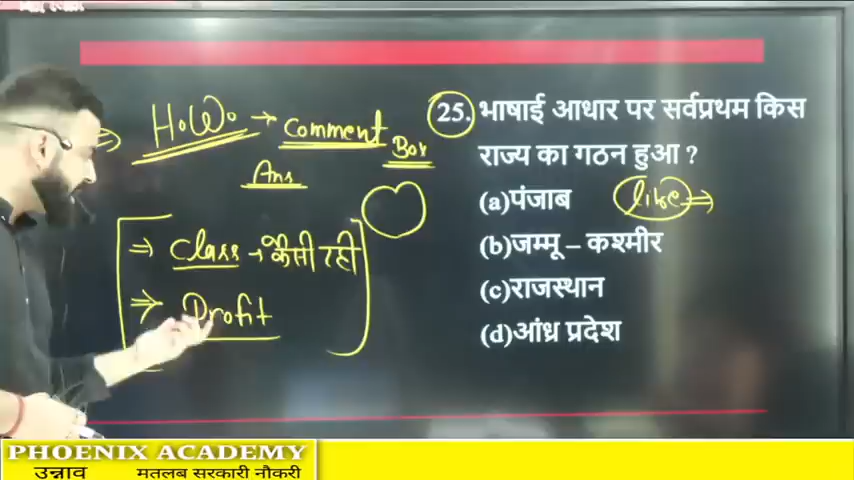 ⇒ H.W. → Comment Box
Ans
⇒ Class → कैसी रही
⇒ Profit
25. भाषाई आधार पर सर्वप्रथम किस
राज्य का गठन हुआ ?
(a)पंजाब
like ⇒
(b)जम्मू – कश्मीर
(c)राजस्थान
(d)आंध्र प्रदेश
PHOENIX ACADEMY
उन्नाव मतलब सरकारी नौकरी